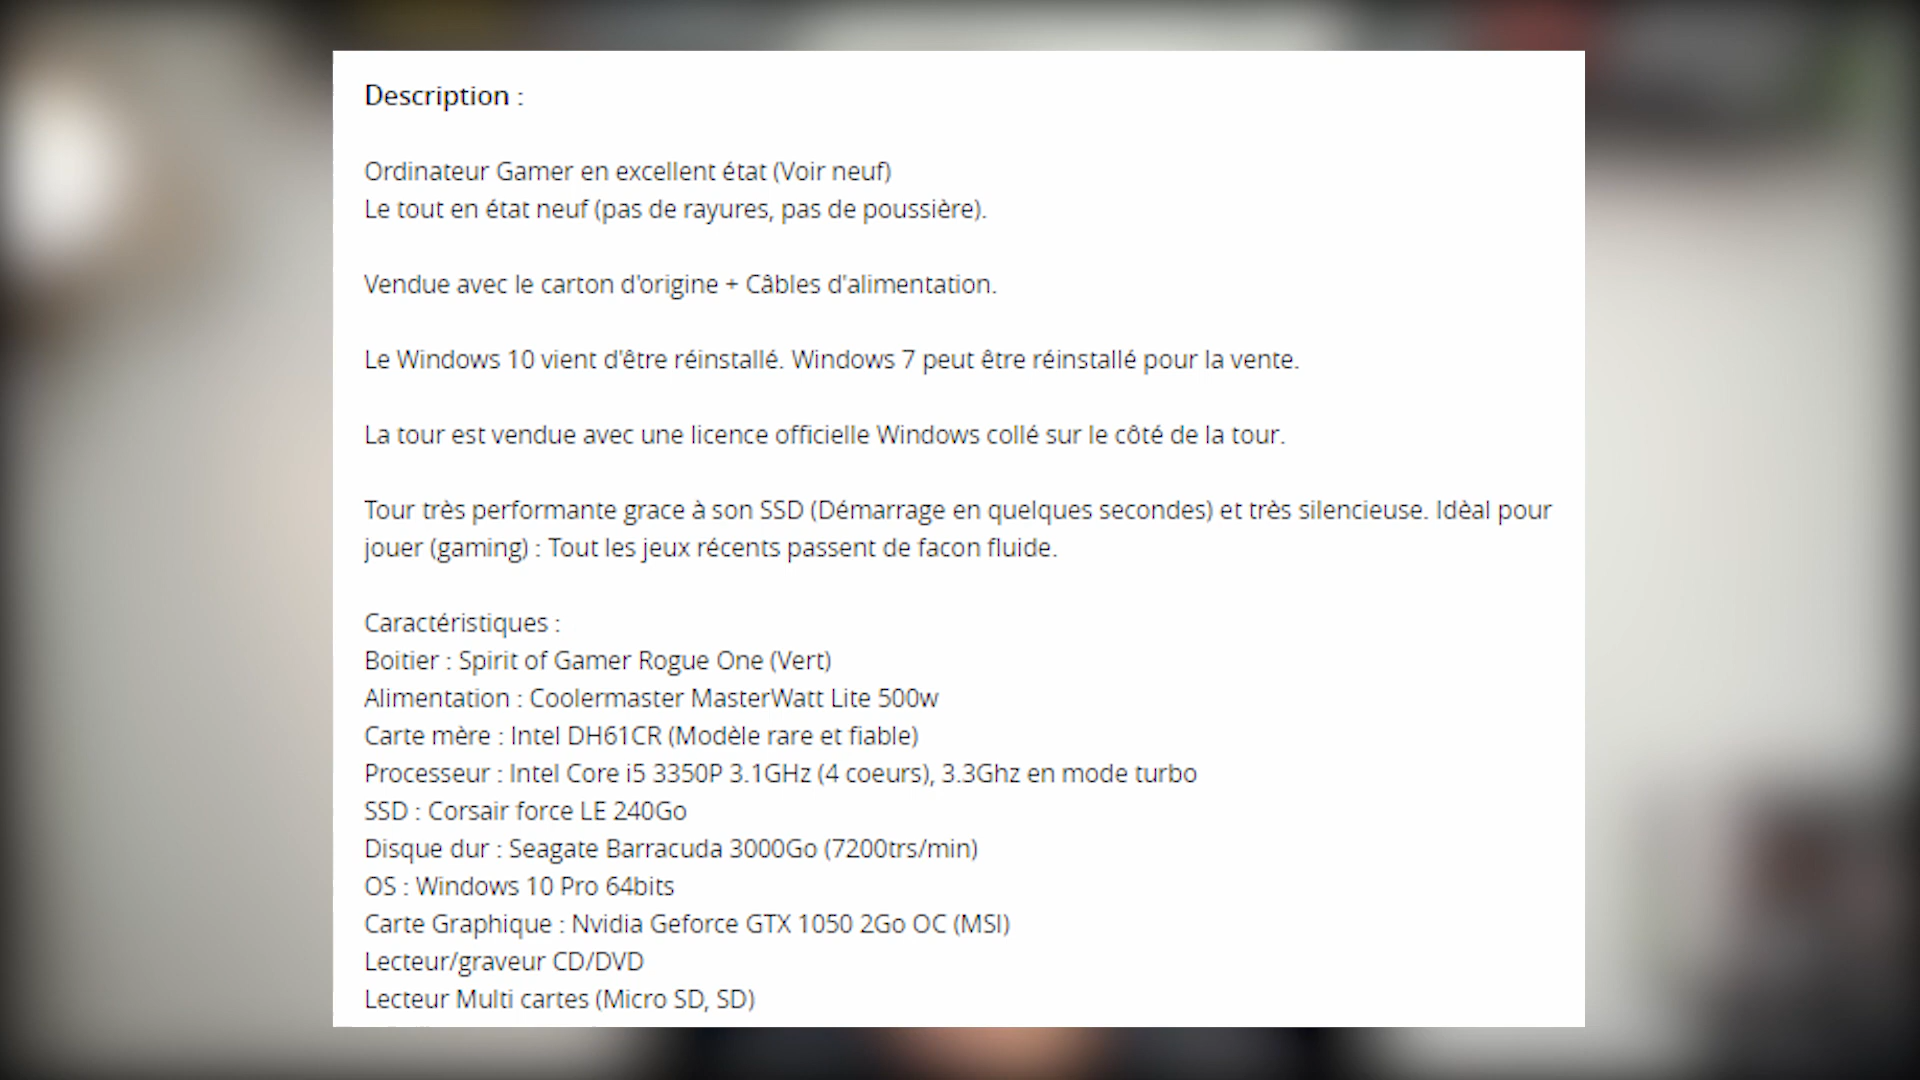 Description :
Ordinateur Gamer en excellent état (Voir neuf)
Le tout en état neuf (pas de rayures, pas de poussière).
Vendue avec le carton d'origine + Câbles d'alimentation.
Le Windows 10 vient d'être réinstallé. Windows 7 peut être réinstallé pour la vente.
La tour est vendue avec une licence officielle Windows collé sur le côté de la tour.
Tour très performante grace à son SSD (Démarrage en quelques secondes) et très silencieuse. Idèal pour
jouer (gaming) : Tout les jeux récents passent de facon fluide.
Caractéristiques :
Boitier : Spirit of Gamer Rogue One (Vert)
Alimentation : Coolermaster MasterWatt Lite 500w
Carte mère : Intel DH61CR (Modèle rare et fiable)
Processeur : Intel Core i5 3350P 3.1GHz (4 coeurs), 3.3Ghz en mode turbo
SSD : Corsair force LE 240Go
Disque dur : Seagate Barracuda 3000Go (7200trs/min)
OS : Windows 10 Pro 64bits
Carte Graphique : Nvidia Geforce GTX 1050 2Go OC (MSI)
Lecteur/graveur CD/DVD
Lecteur Multi cartes (Micro SD, SD)